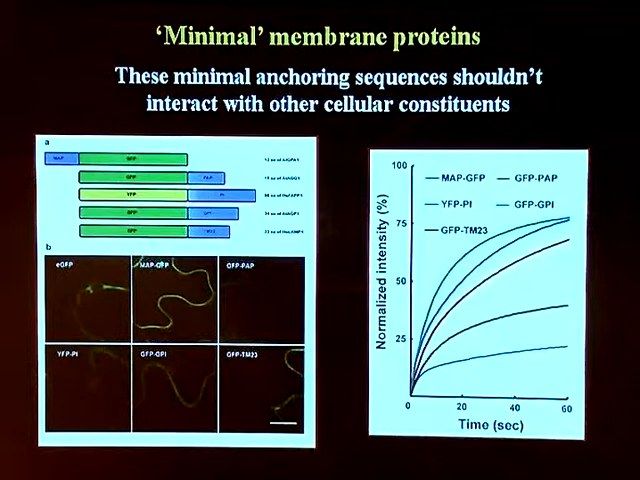 ‘Minimal’ membrane proteins
These minimal anchoring sequences shouldn’t
interact with other cellular constituents
a
MAP GFP
GFP PAP
YFP PI
GFP GPI
GFP TM23
b
eGFP MAP-GFP GFP-PAP
YFP-PI GFP-GPI GFP-TM23
100
75
50
25
0 20 40 60
Normalized intensity (%)
Time (sec)
MAP-GFP GFP-PAP
YFP-PI GFP-GPI
GFP-TM23